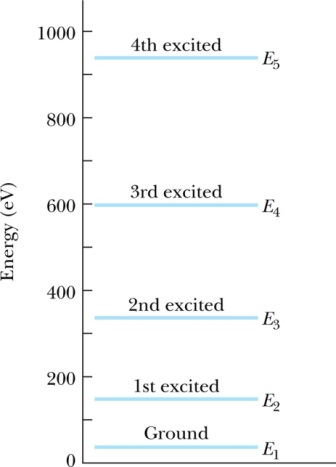 1000
4th excited
E5
800
3rd excited
600
E4
Energy (eV)
400
2nd excited
E3
200
1st excited
E2
Ground
E1
0